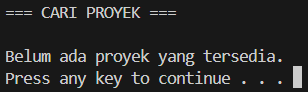 === CARI PROYEK ===
Belum ada proyek yang tersedia.
Press any key to continue . . .